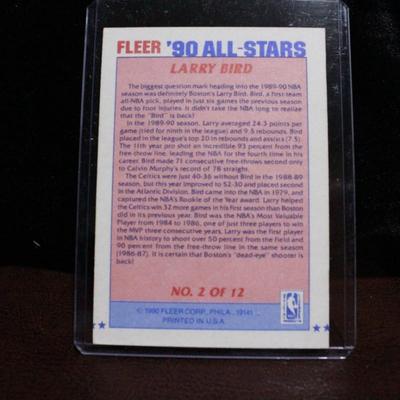 FLEER '90 ALL-STARS
LARRY BIRD
The biggest question mark heading into the 1989-90 NBA
season was definitely Boston's Larry Bird. Bird, a first-team
all-NBA pick, played in just six games the previous season
due to foot injuries. It didn't take the NBA long to realize
that the "Bird" is back!
In the 1989-90 season, Larry averaged 24.3 points per
game (tied for ninth in the league) and 9.5 rebounds. Bird
placed in the league's top 20 in rebounds and assists (7.5).
The 11th year pro shot an incredible 93 percent from the
free-throw line, leading the NBA for the fourth time in his
career. Bird made 71 consecutive free-throws second only
to Calvin Murphy's record of 78 straight.
The Celtics were just 40-36 without Bird in the 1988-89
season, but this year improved to 52-30 and placed second
in the Atlantic Division. Bird came into the NBA in 1979, and
captured the NBA's Rookie of the Year award. Larry helped
the Celtics win 32 more games in his first season than Boston
did in its previous year. Bird was the NBA's Most Valuable
Player from 1984 to 1986, one of just three players to win
the MVP three consecutive years. Larry was the first player
in NBA history to shoot over 50 percent from the field and
90 percent from the free-throw line in the same season
(1986-87). It is certain that Boston's "dead-eye" shooter is
back!
NO. 2 OF 12
© 1990 FLEER CORP., PHILA., 19141
PRINTED IN U.S.A.
NBA